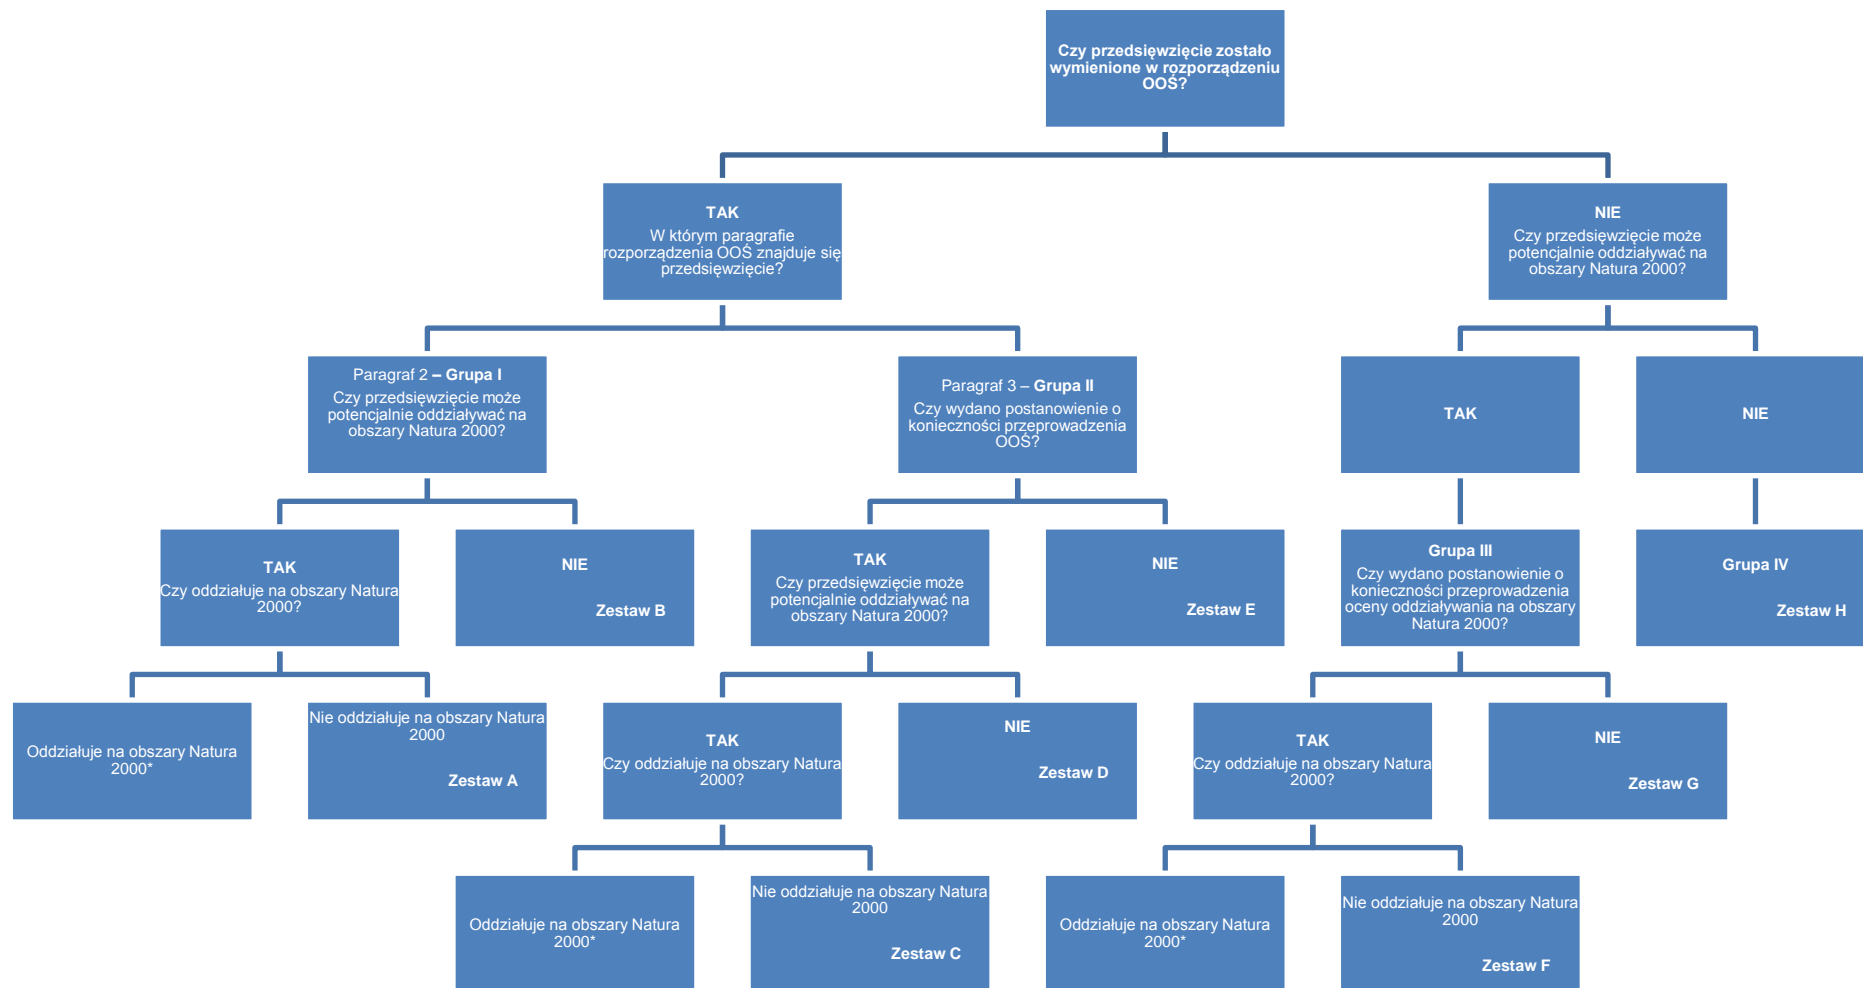 Czy przedsięwzięcie zostało
wymienione w rozporządzeniu
OOŚ?
TAK
W którym paragrafie
rozporządzenia OOŚ znajduje się
przedsięwzięcie?
NIE
Czy przedsięwzięcie może
potencjalnie oddziaływać na
obszary Natura 2000?
Paragraf 2 – Grupa I
Czy przedsięwzięcie może
potencjalnie oddziaływać na
obszary Natura 2000?
Paragraf 3 – Grupa II
Czy wydano postanowienie o
konieczności przeprowadzenia
OOŚ?
TAK
NIE
TAK
Czy oddziałuje na obszary Natura
2000?
NIE
Zestaw B
TAK
Czy przedsięwzięcie może
potencjalnie oddziaływać na
obszary Natura 2000?
NIE
Zestaw E
Grupa III
Czy wydano postanowienie o
konieczności przeprowadzenia
oceny oddziaływania na obszary
Natura 2000?
Grupa IV
Zestaw H
Oddziałuje na obszary Natura
2000*
Nie oddziałuje na obszary Natura
2000
Zestaw A
TAK
Czy oddziałuje na obszary Natura
2000?
NIE
Zestaw D
TAK
Czy oddziałuje na obszary Natura
2000?
NIE
Zestaw G
Oddziałuje na obszary Natura
2000*
Nie oddziałuje na obszary Natura
2000
Zestaw C
Oddziałuje na obszary Natura
2000*
Nie oddziałuje na obszary Natura
2000
Zestaw F